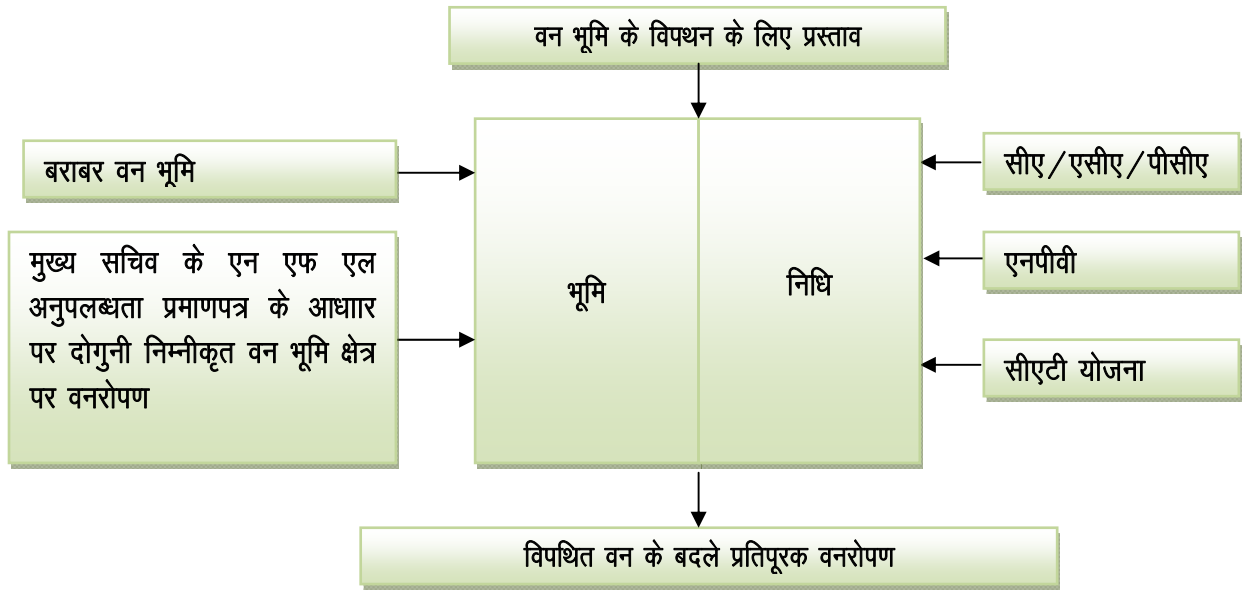 वन भूमि के विपथन के लिए प्रस्ताव
बराबर वन भूमि
मुख्य सचिव के एन एफ एल
अनुपलब्धता प्रमाणपत्र के आधाार
पर दोगुनी निम्नीकृत वन भूमि क्षेत्र
पर वनरोपण
भूमि
निधि
सीए/एसीए/पीसीए
एनपीवी
सीएटी योजना
विपथित वन के बदले प्रतिपूरक वनरोपण